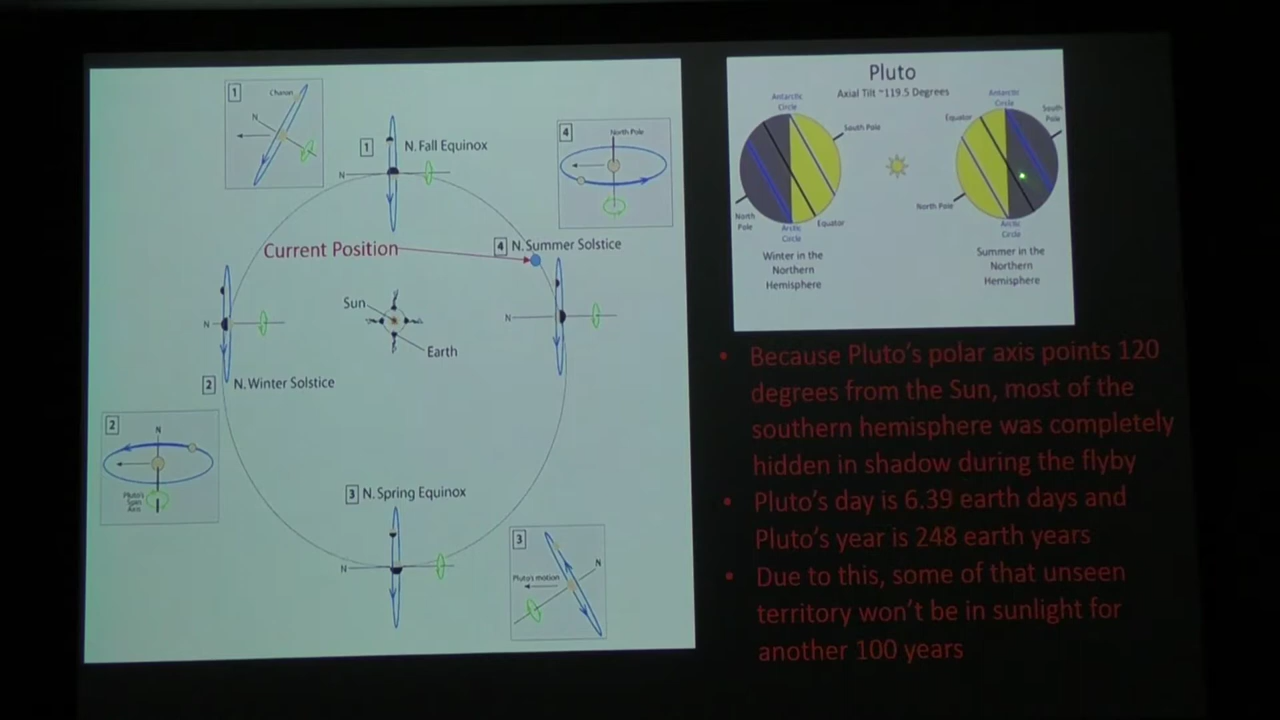 1
Charon
N
1
N. Fall Equinox
N
4
North Pole
Current Position
4 N. Summer Solstice
Sun
Earth
N
N
2
N. Winter Solstice
2
N
Pluto's
Spin
Axis
3 N. Spring Equinox
N
3
N
Pluto's motion
Pluto
Axial Tilt ~119.5 Degrees
Antarctic
Circle
South Pole
North
Pole
Arctic
Circle
Equator
Winter in the
Northern
Hemisphere
Antarctic
Circle
Equator
South
Pole
North Pole
Arctic
Circle
Summer in the
Northern
Hemisphere
• Because Pluto's polar axis points 120
degrees from the Sun, most of the
southern hemisphere was completely
hidden in shadow during the flyby
• Pluto's day is 6.39 earth days and
Pluto's year is 248 earth years
• Due to this, some of that unseen
territory won't be in sunlight for
another 100 years